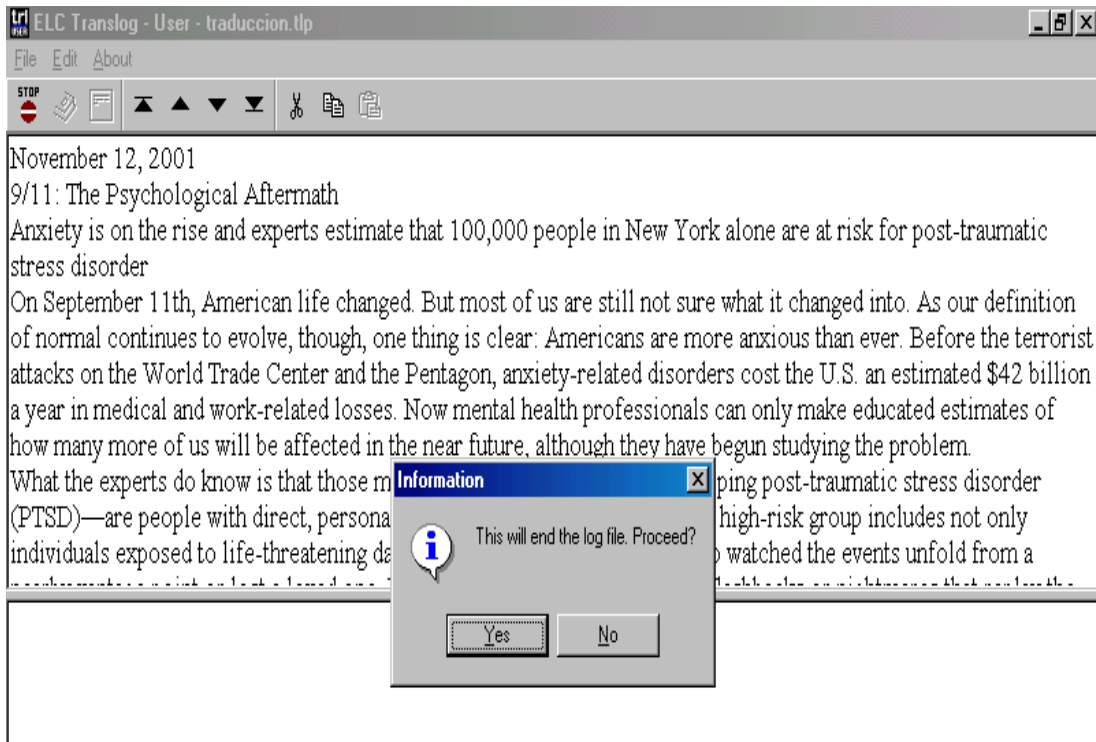 ELC Translog - User - traduccion.tlp
File Edit About
STOP
November 12, 2001
9/11: The Psychological Aftermath
Anxiety is on the rise and experts estimate that 100,000 people in New York alone are at risk for post-traumatic
stress disorder
On September 11th, American life changed. But most of us are still not sure what it changed into. As our definition
of normal continues to evolve, though, one thing is clear: Americans are more anxious than ever. Before the terrorist
attacks on the World Trade Center and the Pentagon, anxiety-related disorders cost the U.S. an estimated $42 billion
a year in medical and work-related losses. Now mental health professionals can only make educated estimates of
how many more of us will be affected in the near future, although they have begun studying the problem.
What the experts do know is that those m ping post-traumatic stress disorder
(PTSD)—are people with direct, persona high-risk group includes not only
individuals exposed to life-threatening da o watched the events unfold from a
Information
This will end the log file. Proceed?
Yes No